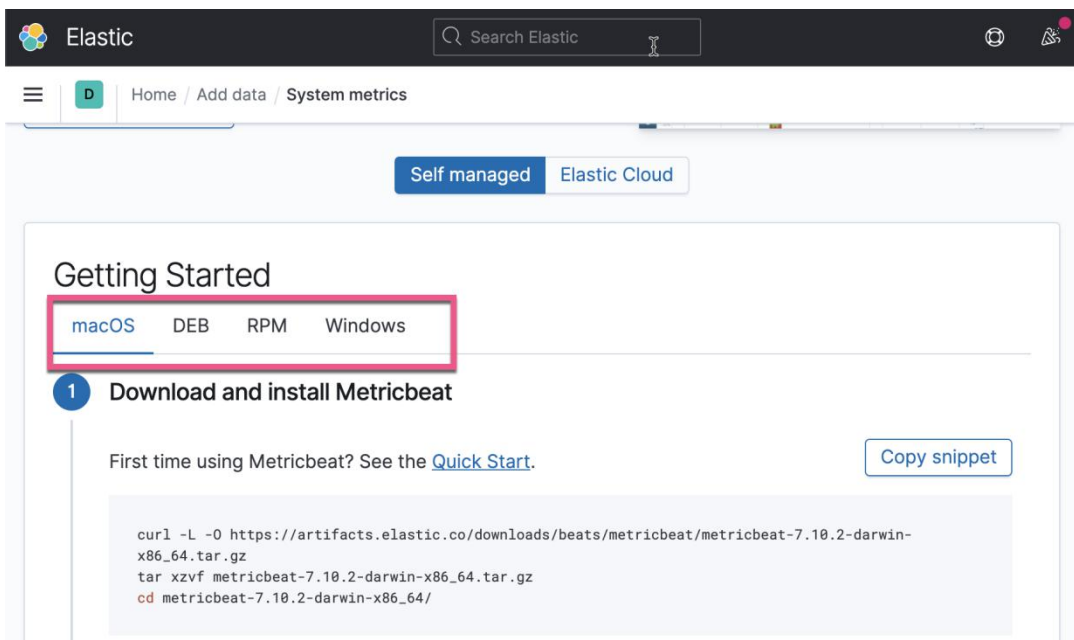 Elastic
Search Elastic
D
Home / Add data / System metrics
Self managed
Elastic Cloud
Getting Started
macOS DEB RPM Windows
1 Download and install Metricbeat
First time using Metricbeat? See the Quick Start.
Copy snippet
curl -L -O https://artifacts.elastic.co/downloads/beats/metricbeat/metricbeat-7.10.2-darwin-
x86_64.tar.gz
tar xzvf metricbeat-7.10.2-darwin-x86_64.tar.gz
cd metricbeat-7.10.2-darwin-x86_64/